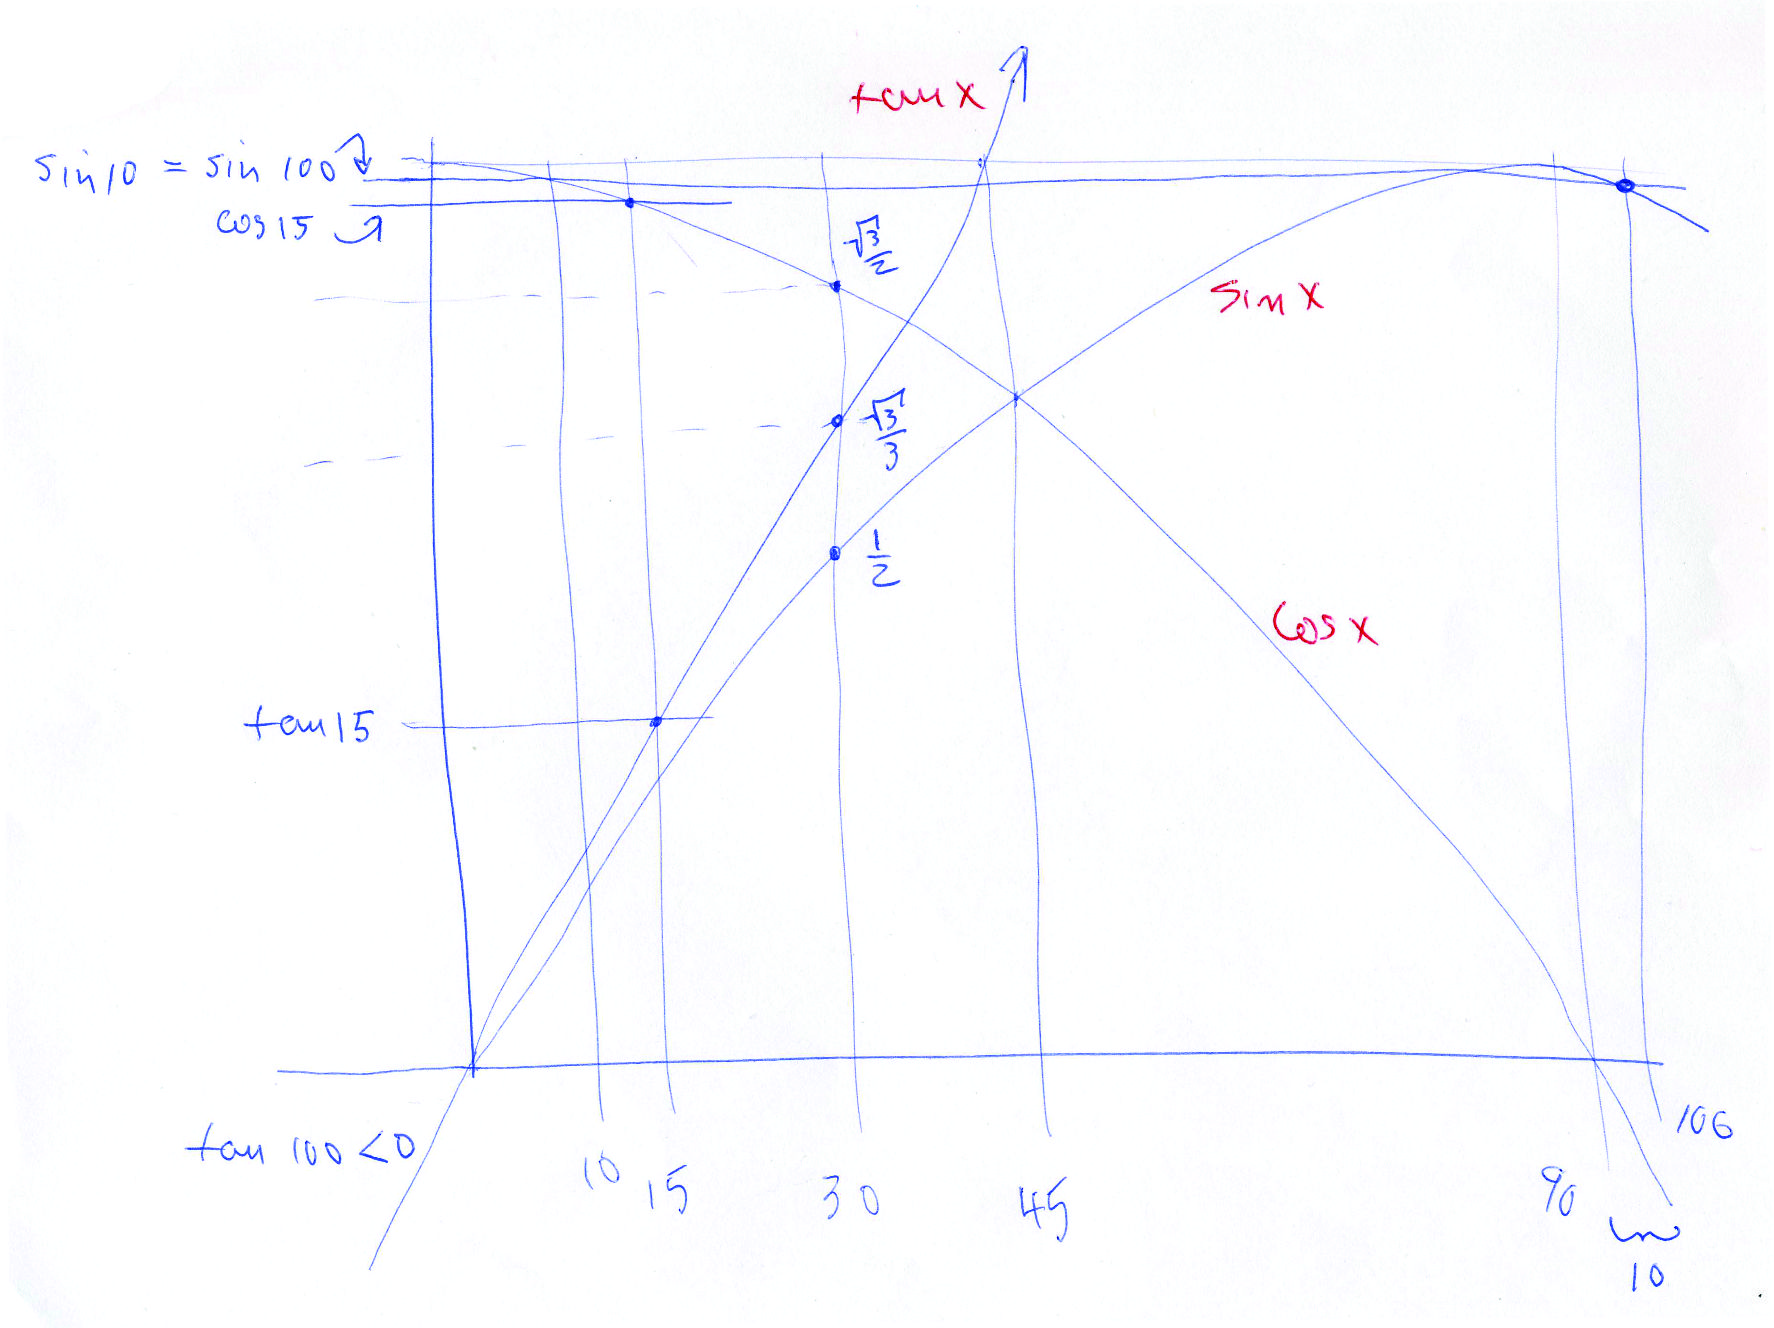 tan x
sin 10 = sin 100
cos 15
√3/2
sin x
√3/3
1/2
cos x
tan 15
tan 100 < 0
10 15 30 45 90 106
10